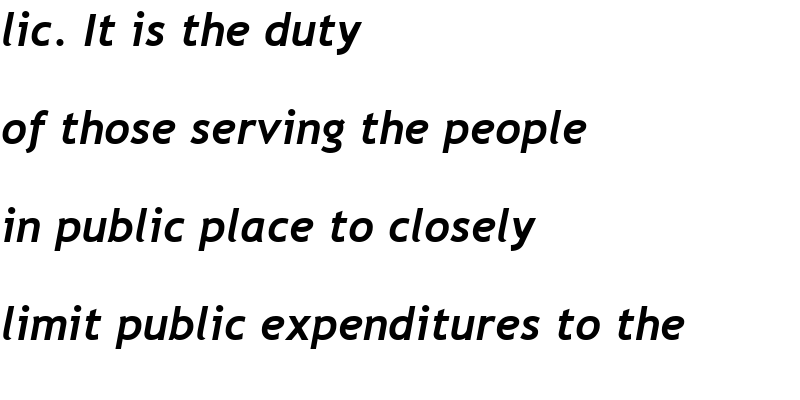 lic. It is the duty
of those serving the people
in public place to closely
limit public expenditures to the